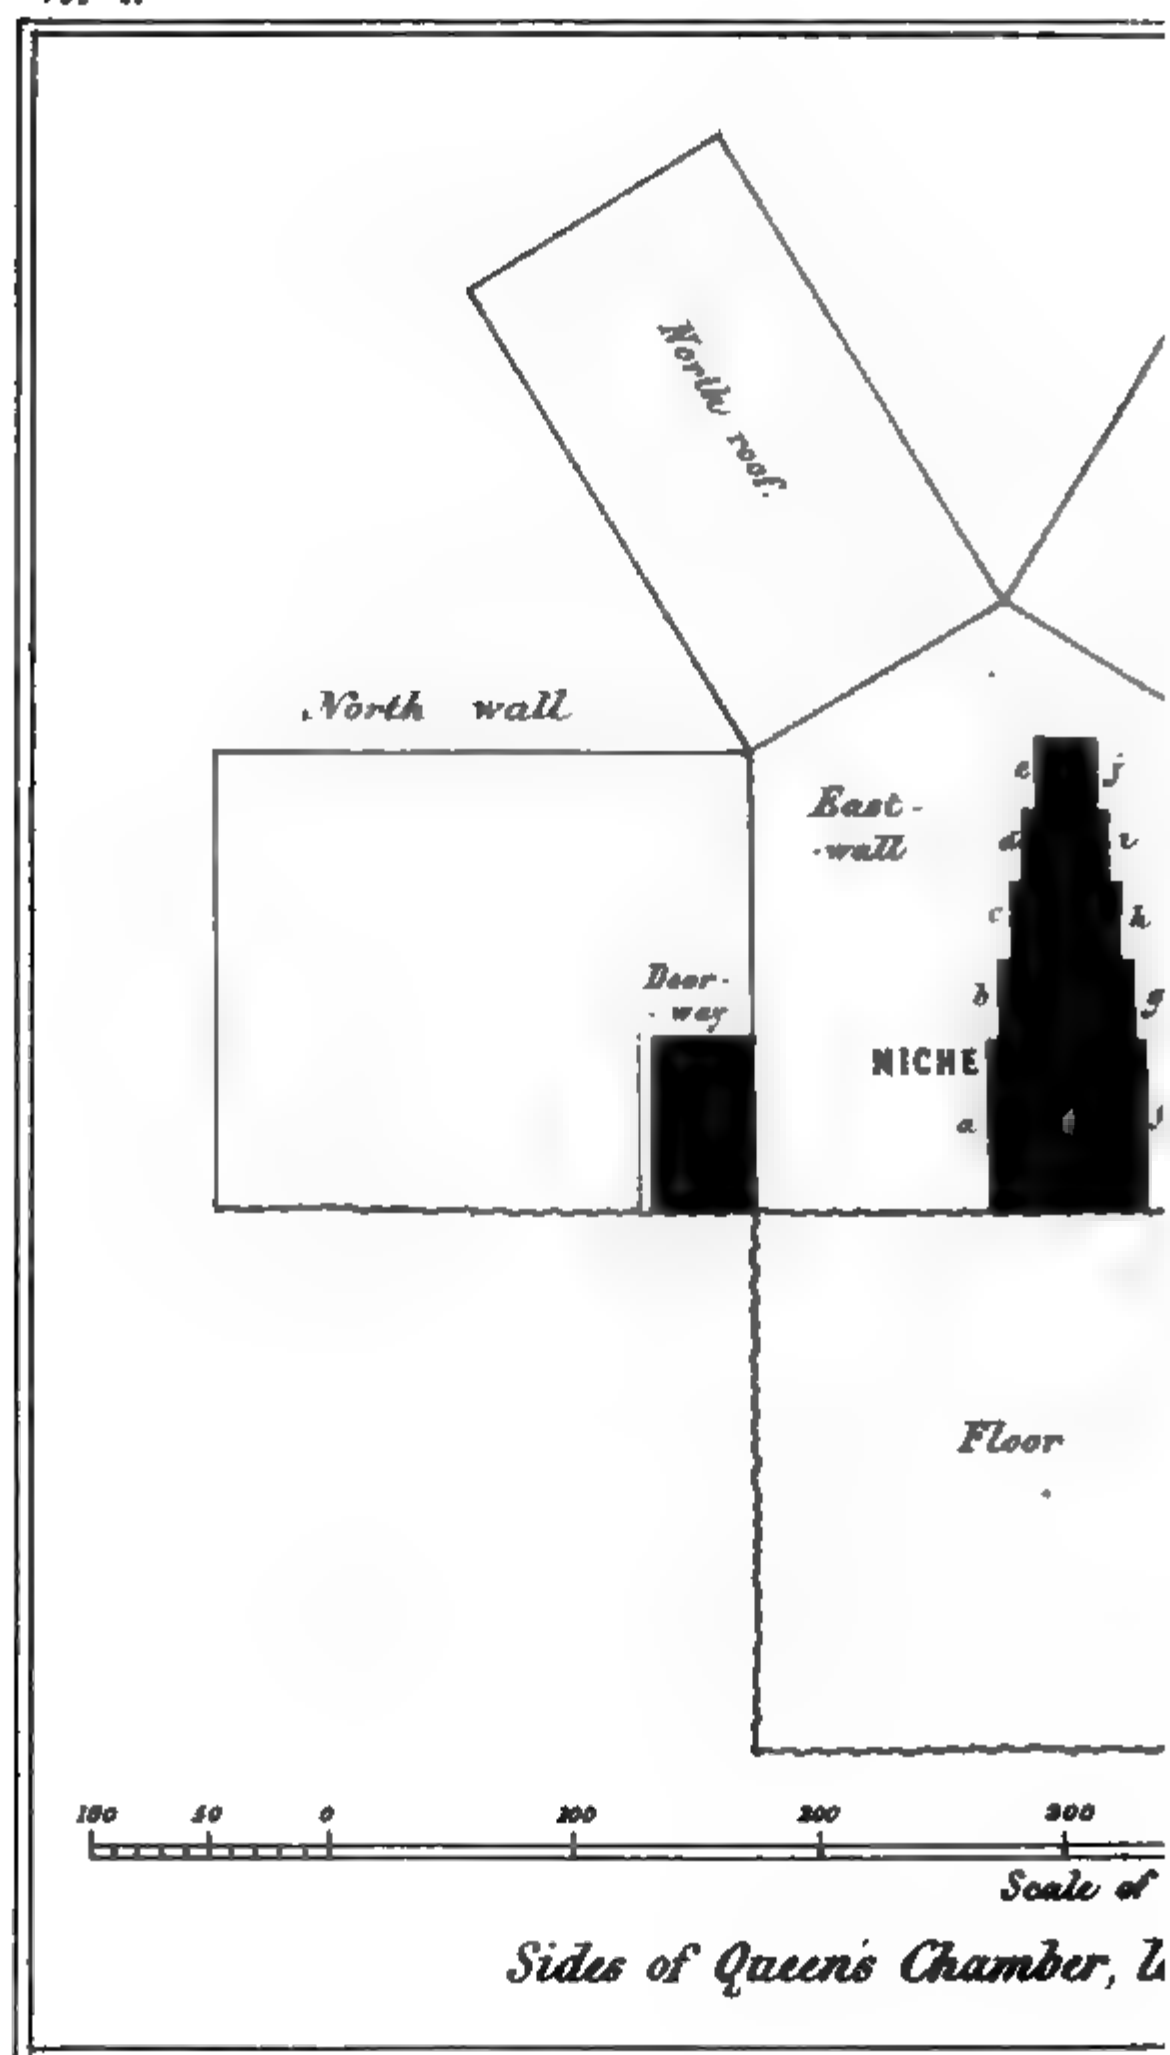 North roof.
North wall
East-
-wall
e j
d i
c h
b g
Door-
-way
NICHE
a
Floor
100 50 0 100 200 300
Scale of
Sides of Queen's Chamber,